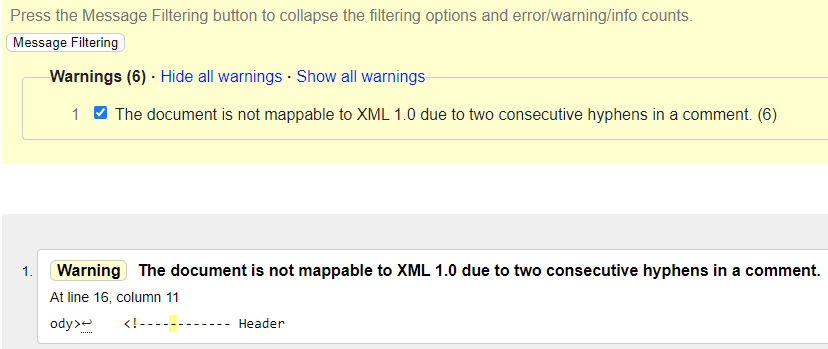 Press the Message Filtering button to collapse the filtering options and error/warning/info counts.
Message Filtering
Warnings (6) · Hide all warnings · Show all warnings
1 The document is not mappable to XML 1.0 due to two consecutive hyphens in a comment. (6)
1. Warning The document is not mappable to XML 1.0 due to two consecutive hyphens in a comment.
At line 16, column 11
ody>↩ <!------------ Header